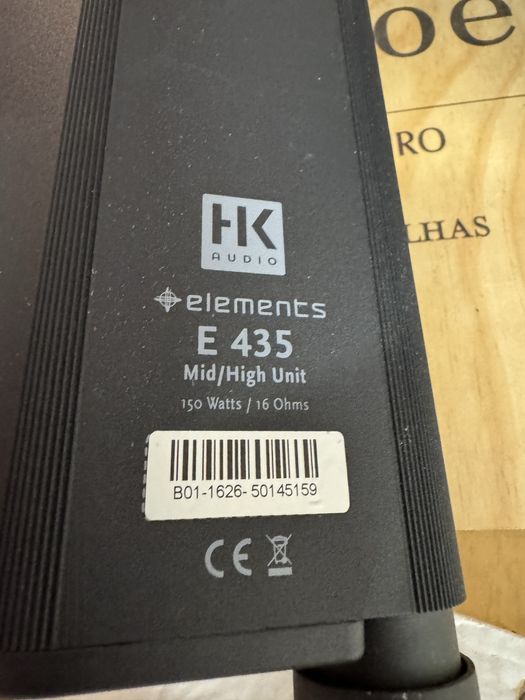 HK
AUDIO
elements
E 435
Mid/High Unit
150 Watts / 16 Ohms
B01-1626-50145159
CE
oe
RO
LHAS